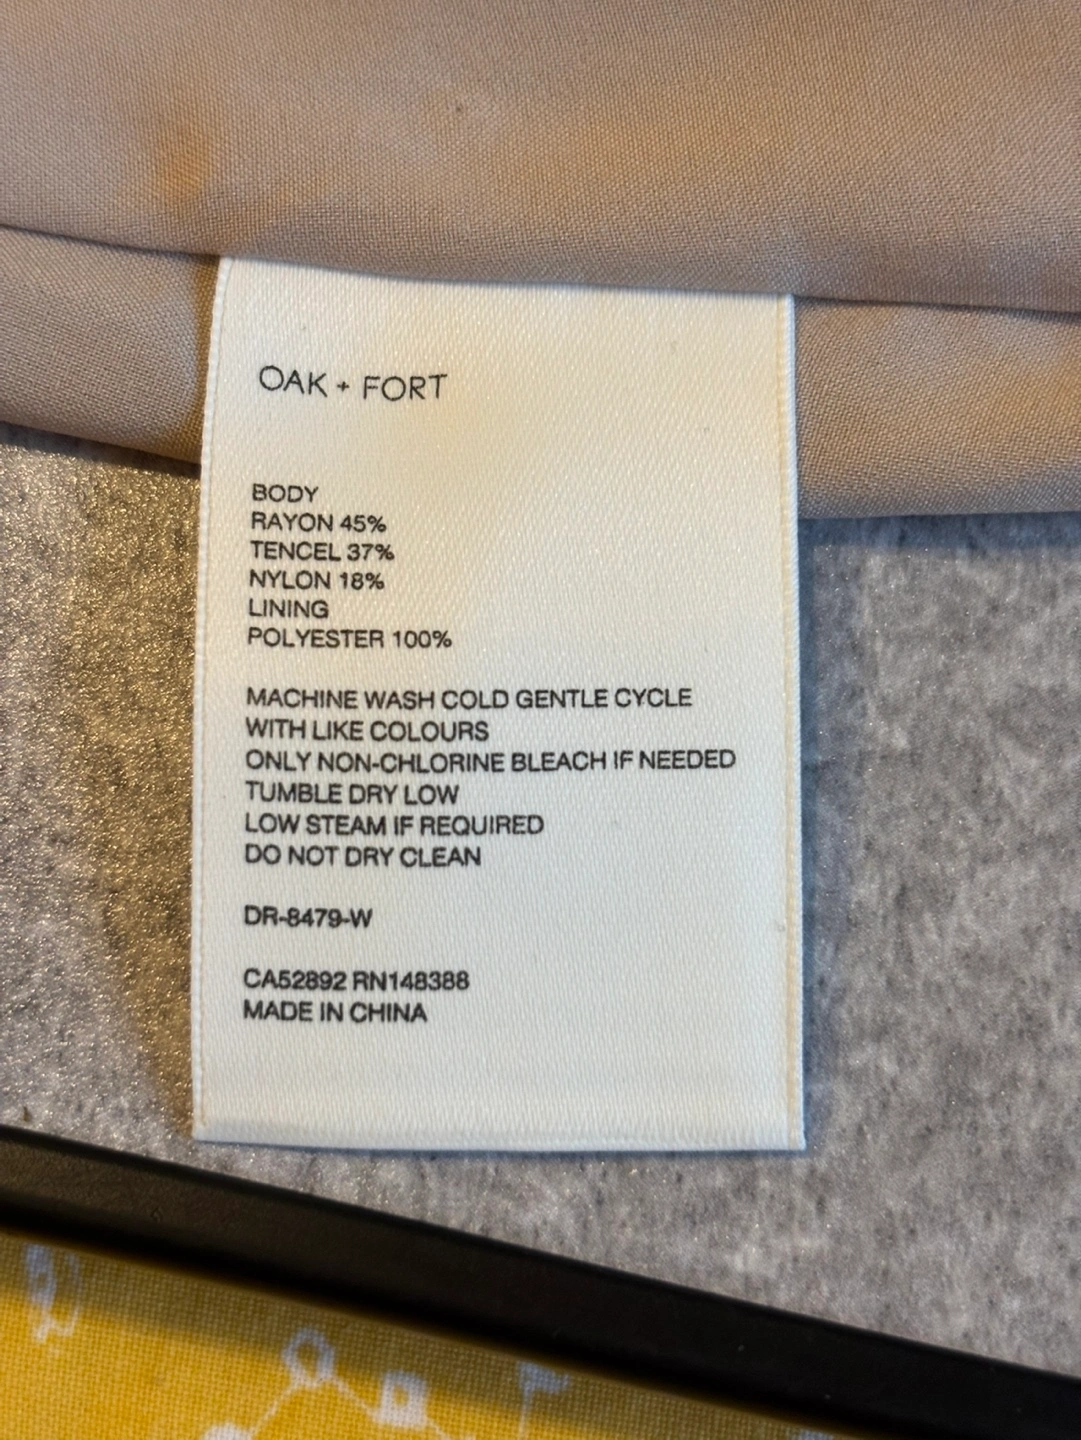 OAK + FORT
BODY
RAYON 45%
TENCEL 37%
NYLON 18%
LINING
POLYESTER 100%
MACHINE WASH COLD GENTLE CYCLE
WITH LIKE COLOURS
ONLY NON-CHLORINE BLEACH IF NEEDED
TUMBLE DRY LOW
LOW STEAM IF REQUIRED
DO NOT DRY CLEAN
DR-8479-W
CA52892 RN148388
MADE IN CHINA